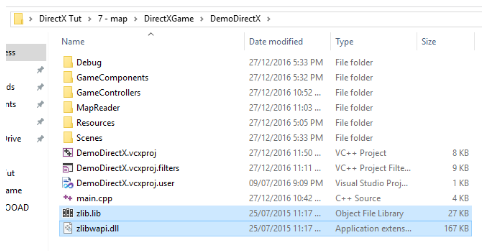 DirectX Tut > 7 - map > DirectXGame > DemoDirectX >
Name Date modified Type Size
ess
Debug 27/12/2016 5:33 PM File folder
GameComponents 27/12/2016 5:32 PM File folder
ds GameControllers 27/12/2016 10:52 ... File folder
nts MapReader 27/12/2016 11:03 ... File folder
Resources 27/12/2016 5:05 PM File folder
Drive Scenes 27/12/2016 5:33 PM File folder
DemoDirectX.vcxproj 27/12/2016 11:50 ... VC++ Project 8 KB
DemoDirectX.vcxproj.filters 27/12/2016 11:11 ... VC++ Project Filte... 9 KB
ut DemoDirectX.vcxproj.user 09/07/2016 9:09 PM Visual Studio Proj... 1 KB
ame main.cpp 27/12/2016 10:42 ... C++ Source 4 KB
OOAD zlib.lib 25/07/2015 11:17 ... Object File Library 27 KB
zlibwapi.dll 25/07/2015 11:17 ... Application extens... 167 KB